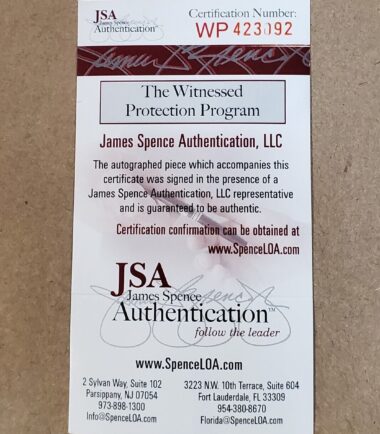 JSA
James Spence
Authentication™
Certification Number:
WP 423092
The Witnessed
Protection Program
James Spence Authentication, LLC
The autographed piece which accompanies this
certificate was signed in the presence of a
James Spence Authentication, LLC representative
and is guaranteed to be authentic.
Certification confirmation can be obtained at
www.SpenceLOA.com
JSA
James Spence
Authentication™
follow the leader
www.SpenceLOA.com
2 Sylvan Way, Suite 102
Parsippany, NJ 07054
973-898-1300
Info@SpenceLOA.com
3223 N.W. 10th Terrace, Suite 604
Fort Lauderdale, FL 33309
954-380-8670
Florida@SpenceLOA.com